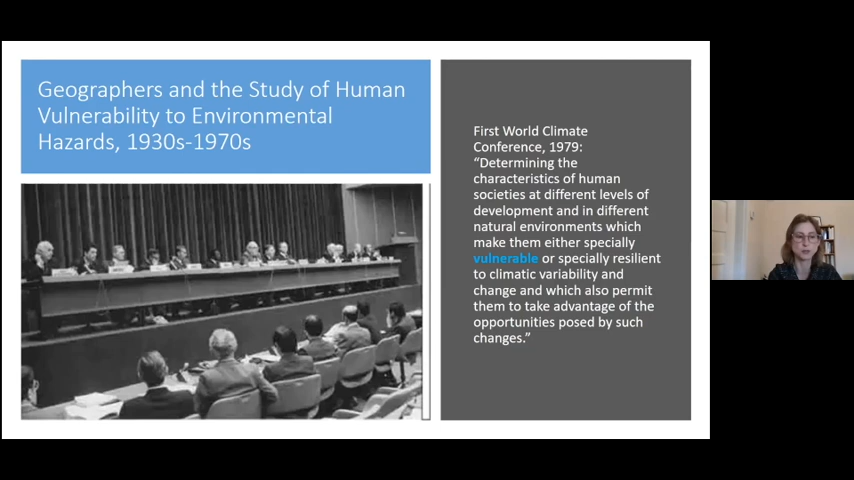 Geographers and the Study of Human
Vulnerability to Environmental
Hazards, 1930s-1970s
First World Climate
Conference, 1979:
“Determining the
characteristics of human
societies at different levels of
development and in different
natural environments which
make them either specially
vulnerable or specially resilient
to climatic variability and
change and which also permit
them to take advantage of the
opportunities posed by such
changes.”